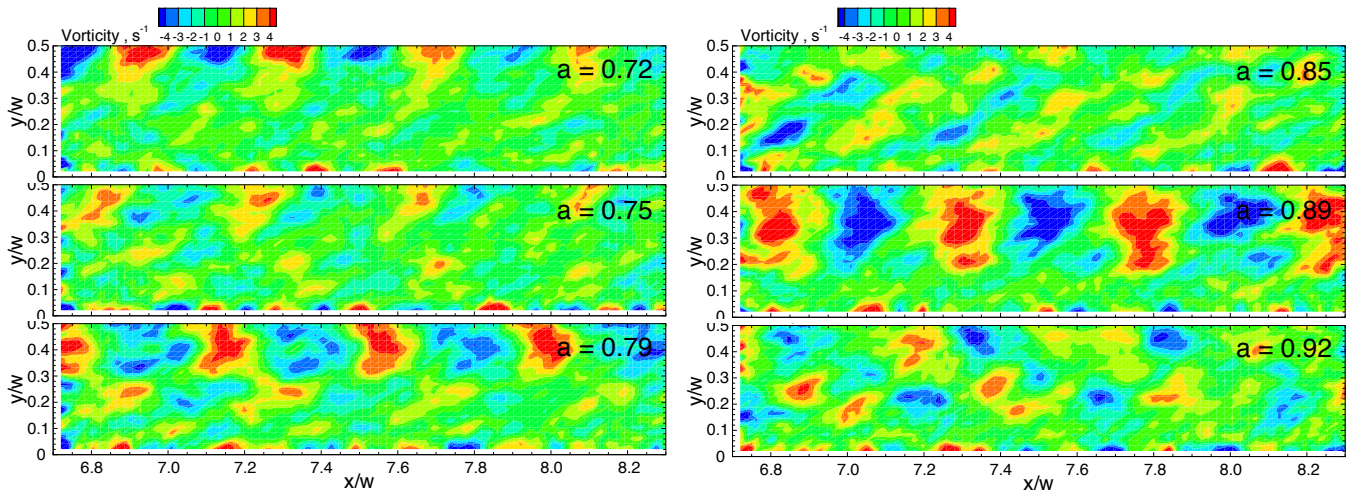 Vorticity , s⁻¹
-4 -3 -2 -1 0 1 2 3 4
y/w
0.5
0.4
0.3
0.2
0.1
0
a = 0.72
y/w
0.5
0.4
0.3
0.2
0.1
0
a = 0.75
y/w
0.5
0.4
0.3
0.2
0.1
0
a = 0.79
6.8 7.0 7.2 7.4 7.6 7.8 8.0 8.2
x/w
Vorticity , s⁻¹
-4 -3 -2 -1 0 1 2 3 4
y/w
0.5
0.4
0.3
0.2
0.1
0
a = 0.85
y/w
0.5
0.4
0.3
0.2
0.1
0
a = 0.89
y/w
0.5
0.4
0.3
0.2
0.1
0
a = 0.92
6.8 7.0 7.2 7.4 7.6 7.8 8.0 8.2
x/w